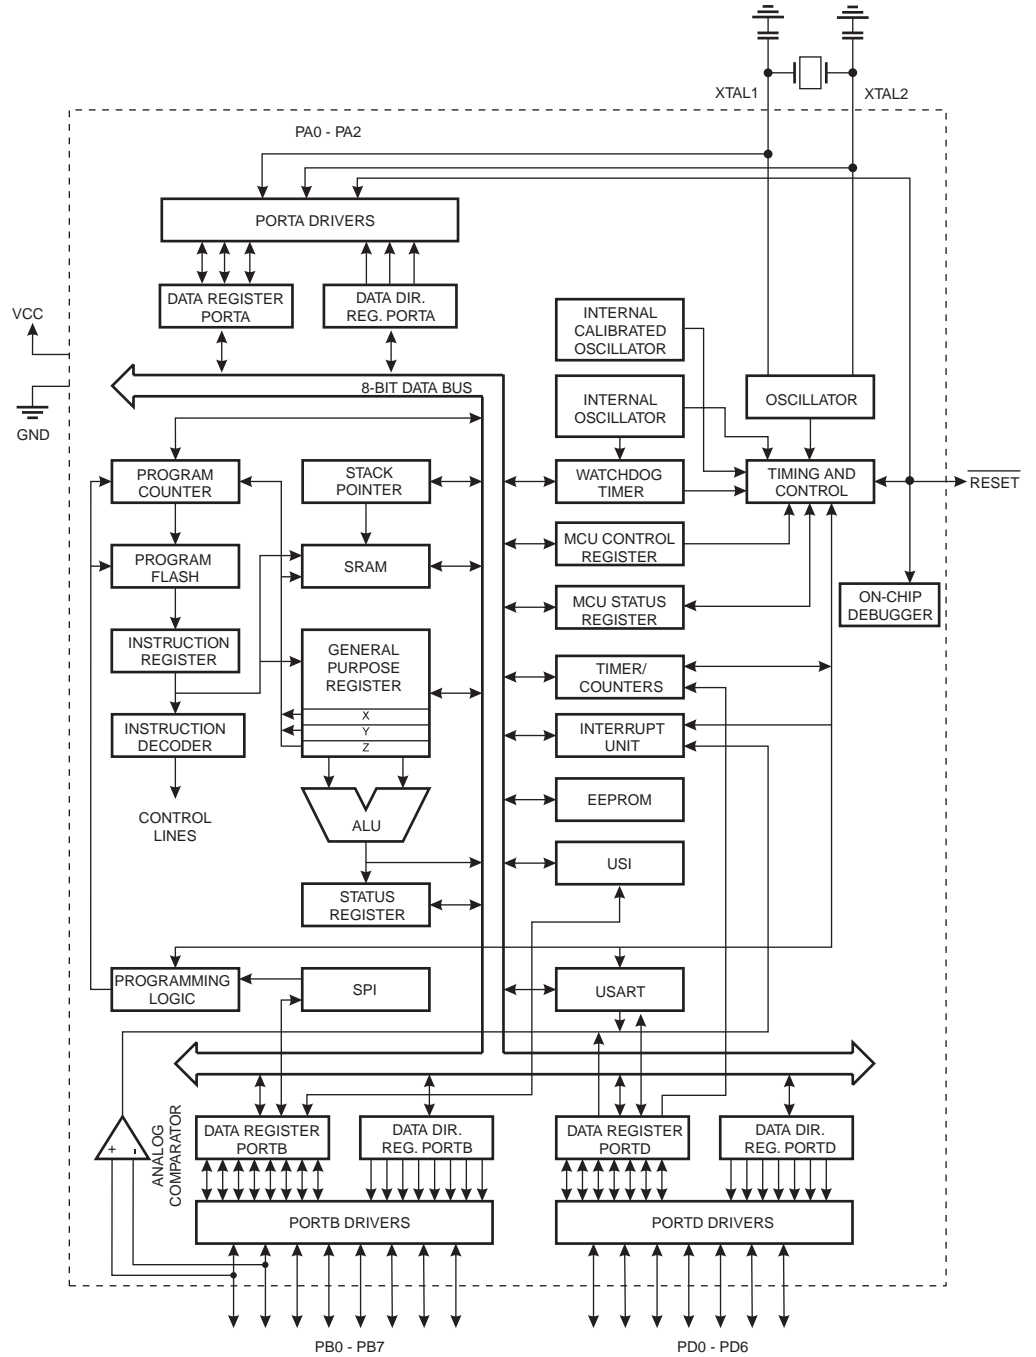 XTAL1
XTAL2
PA0 - PA2
PORTA DRIVERS
DATA REGISTER
PORTA
DATA DIR.
REG. PORTA
VCC
GND
8-BIT DATA BUS
INTERNAL
CALIBRATED
OSCILLATOR
INTERNAL
OSCILLATOR
OSCILLATOR
PROGRAM
COUNTER
STACK
POINTER
WATCHDOG
TIMER
TIMING AND
CONTROL
RESET
PROGRAM
FLASH
SRAM
MCU CONTROL
REGISTER
MCU STATUS
REGISTER
ON-CHIP
DEBUGGER
INSTRUCTION
REGISTER
GENERAL
PURPOSE
REGISTER
X
Y
Z
TIMER/
COUNTERS
INSTRUCTION
DECODER
INTERRUPT
UNIT
CONTROL
LINES
ALU
EEPROM
USI
STATUS
REGISTER
PROGRAMMING
LOGIC
SPI
USART
+
-
ANALOG
COMPARATOR
DATA REGISTER
PORTB
DATA DIR.
REG. PORTB
DATA REGISTER
PORTD
DATA DIR.
REG. PORTD
PORTB DRIVERS
PORTD DRIVERS
PB0 - PB7
PD0 - PD6